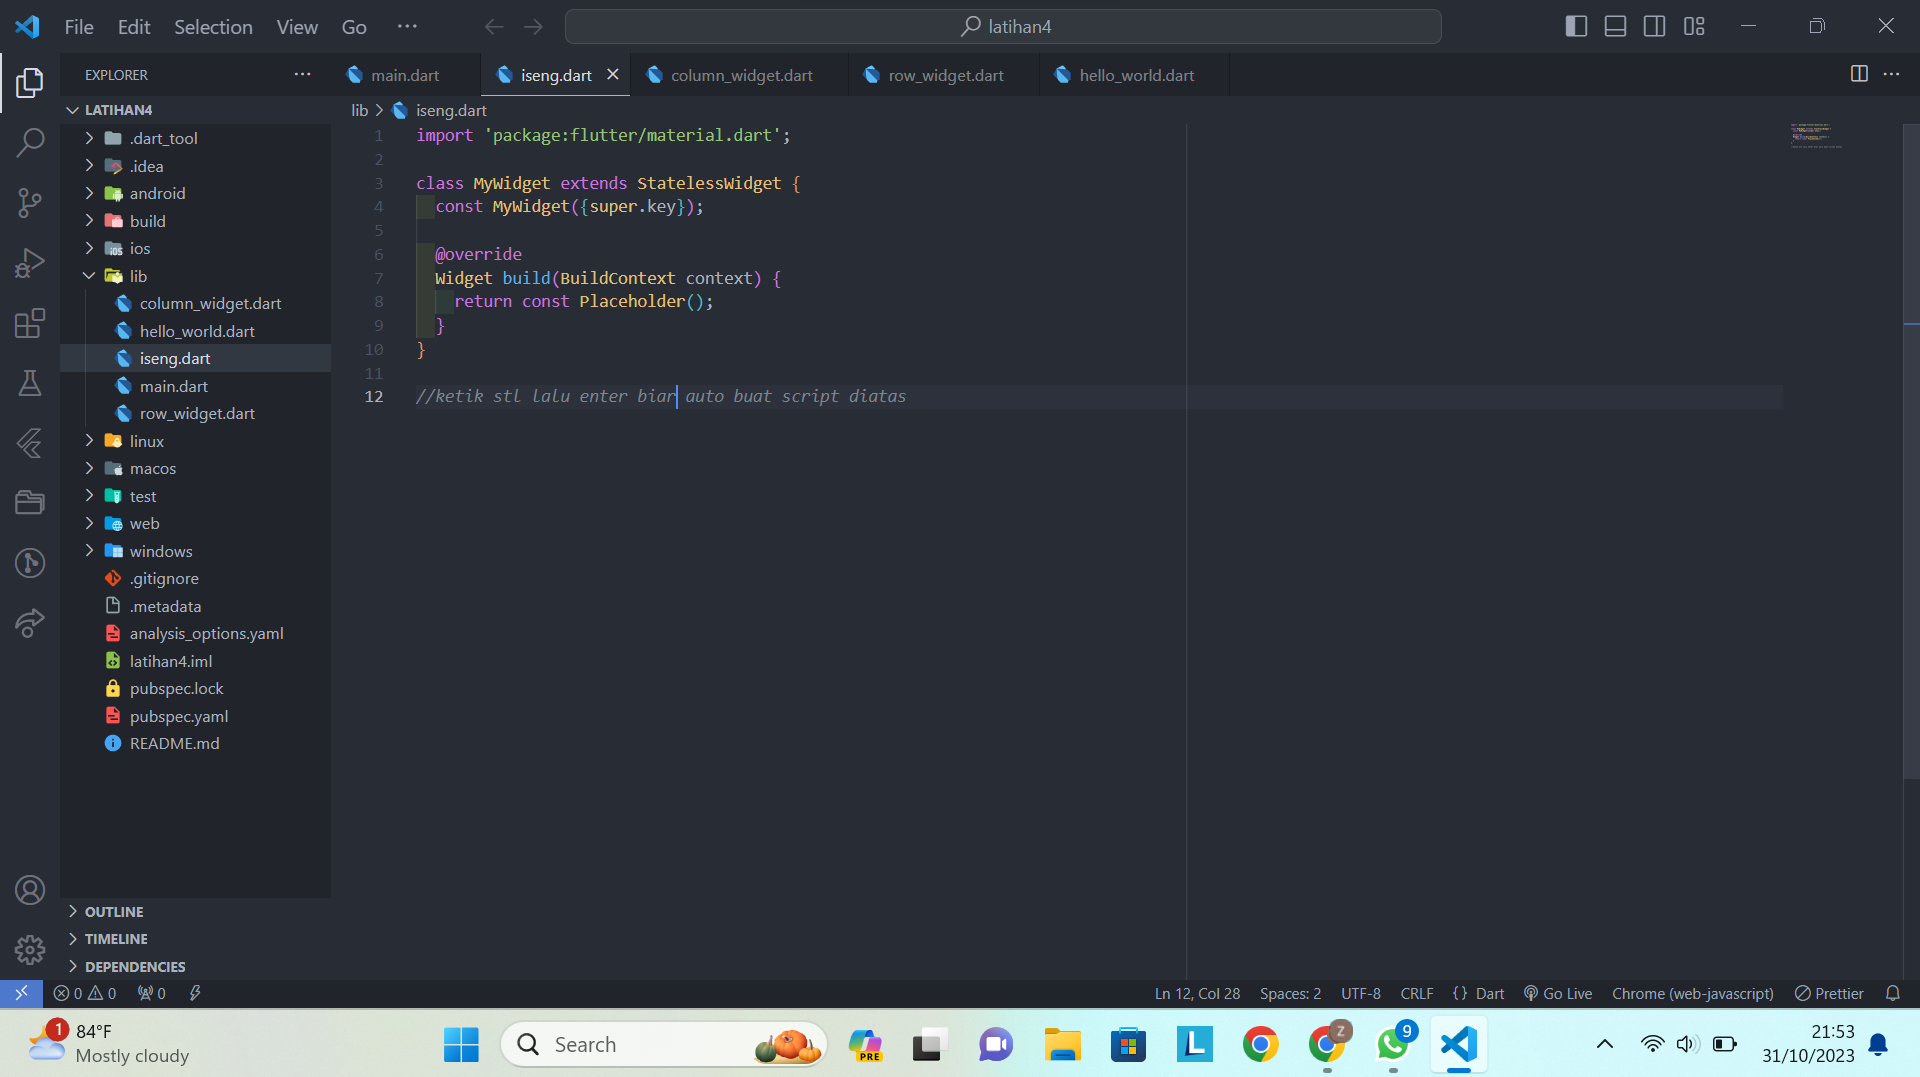 File Edit Selection View Go ···
latihan4
EXPLORER ···
main.dart
iseng.dart
column_widget.dart
row_widget.dart
hello_world.dart
LATIHAN4
.dart_tool
.idea
android
build
ios
lib
column_widget.dart
hello_world.dart
iseng.dart
main.dart
row_widget.dart
linux
macos
test
web
windows
.gitignore
.metadata
analysis_options.yaml
latihan4.iml
pubspec.lock
pubspec.yaml
README.md
OUTLINE
TIMELINE
DEPENDENCIES
lib > iseng.dart
1 import 'package:flutter/material.dart';
2
3 class MyWidget extends StatelessWidget {
4 const MyWidget({super.key});
5
6 @override
7 Widget build(BuildContext context) {
8 return const Placeholder();
9 }
10 }
11
12 //ketik stl lalu enter biar auto buat script diatas
0 0 0
Ln 12, Col 28 Spaces: 2 UTF-8 CRLF {} Dart Go Live Chrome (web-javascript) Prettier
1 84°F
Mostly cloudy
Search
PRE
L
Z
9
21:53
31/10/2023